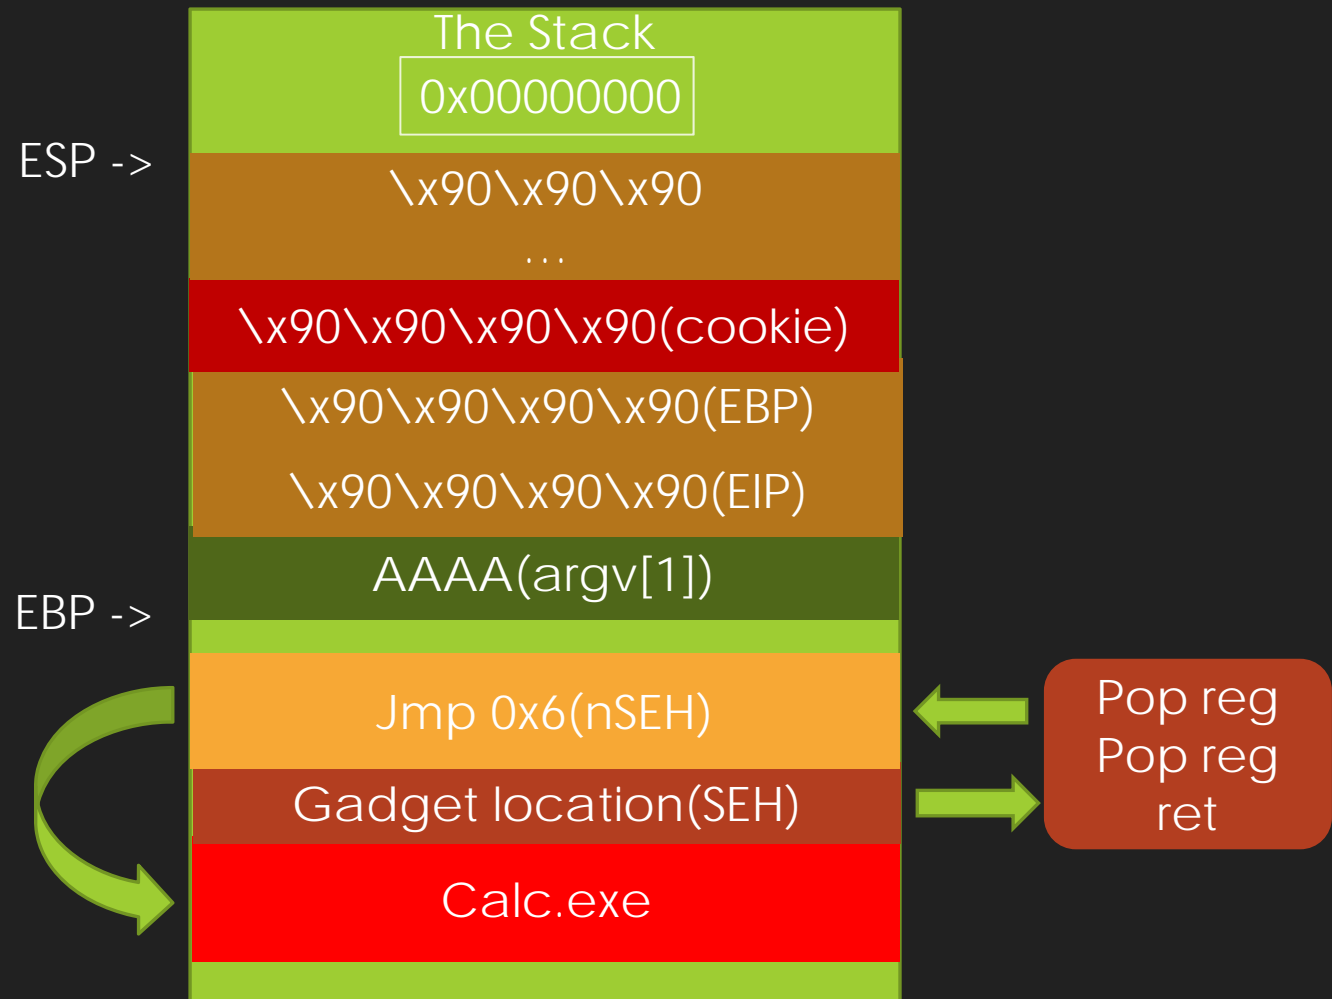 The Stack
0x00000000
ESP ->
\x90\x90\x90
...
\x90\x90\x90\x90(cookie)
\x90\x90\x90\x90(EBP)
\x90\x90\x90\x90(EIP)
AAAA(argv[1])
EBP ->
Jmp 0x6(nSEH)
Gadget location(SEH)
Calc.exe
Pop reg
Pop reg
ret